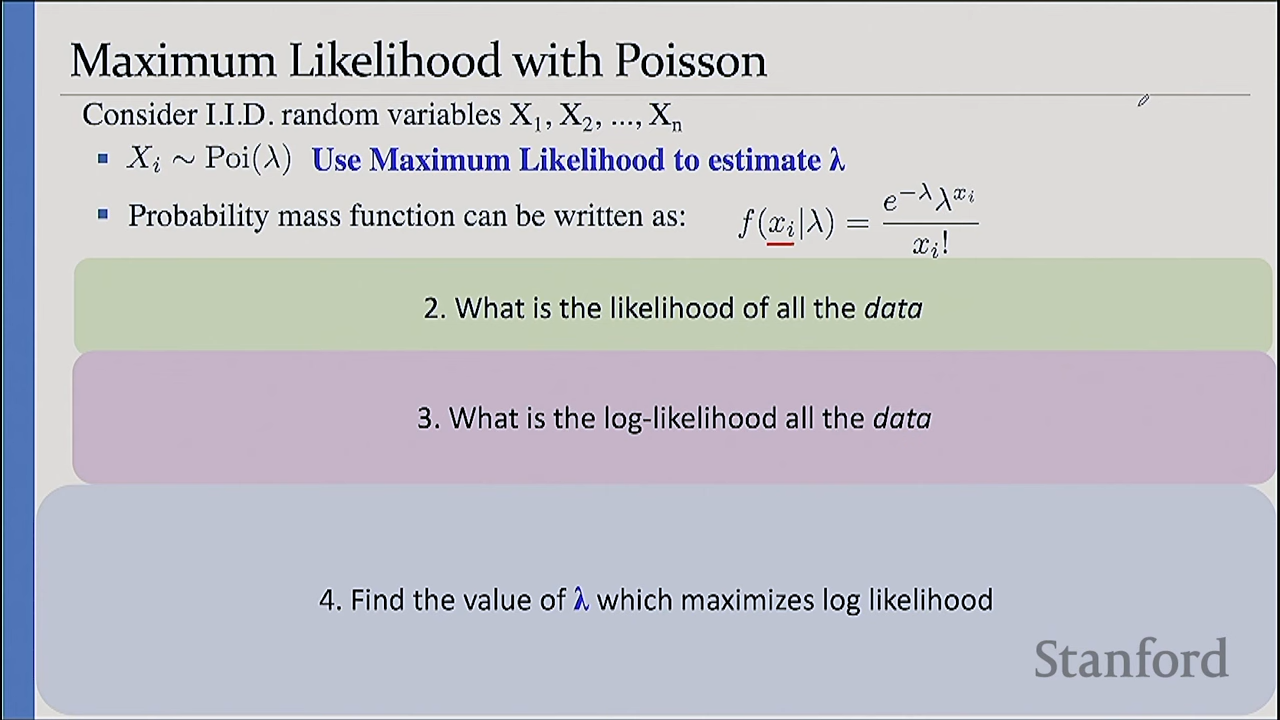 Maximum Likelihood with Poisson
Consider I.I.D. random variables X₁, X₂, ..., Xₙ
▪ Xᵢ ∼ Poi(λ) Use Maximum Likelihood to estimate λ
▪ Probability mass function can be written as: f(xᵢ|λ) = e^{−λ}λ^{xᵢ} / xᵢ!
2. What is the likelihood of all the data
3. What is the log-likelihood all the data
4. Find the value of λ which maximizes log likelihood
Stanford